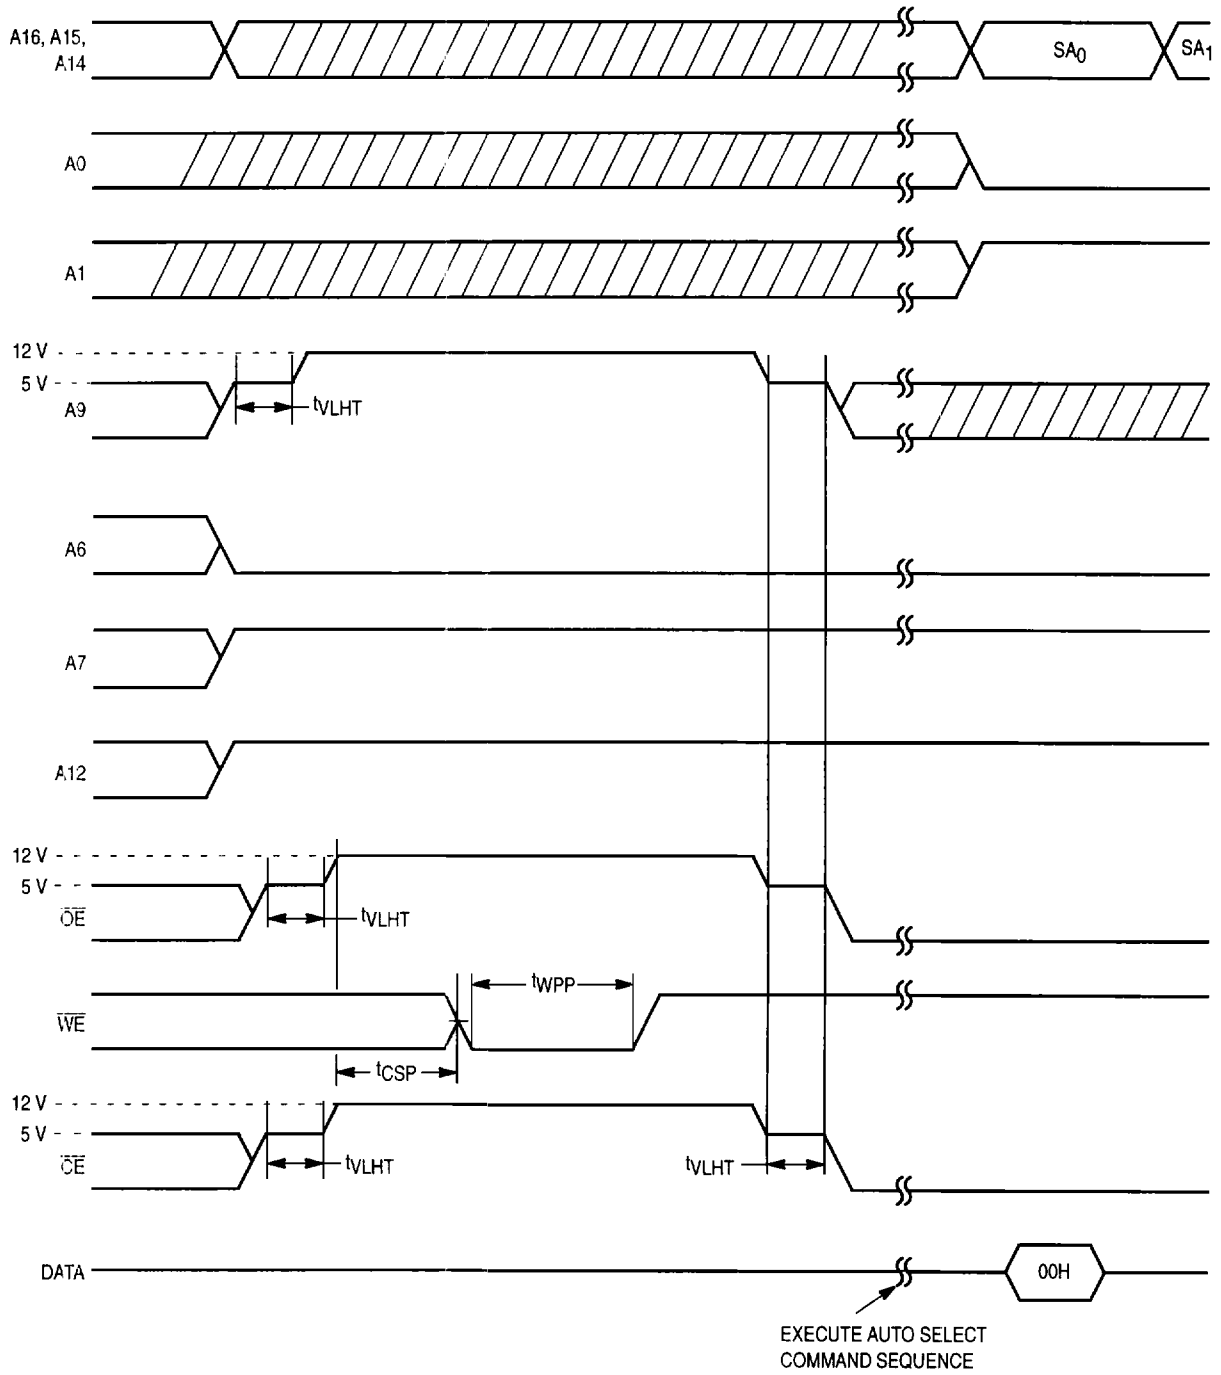 A16, A15,
A14
SA0
SA1
A0
A1
12 V
5 V
A9
tVLHT
A6
A7
A12
12 V
5 V
OE
tVLHT
tWPP
WE
tCSP
12 V
5 V
CE
tVLHT
tVLHT
DATA
00H
EXECUTE AUTO SELECT
COMMAND SEQUENCE